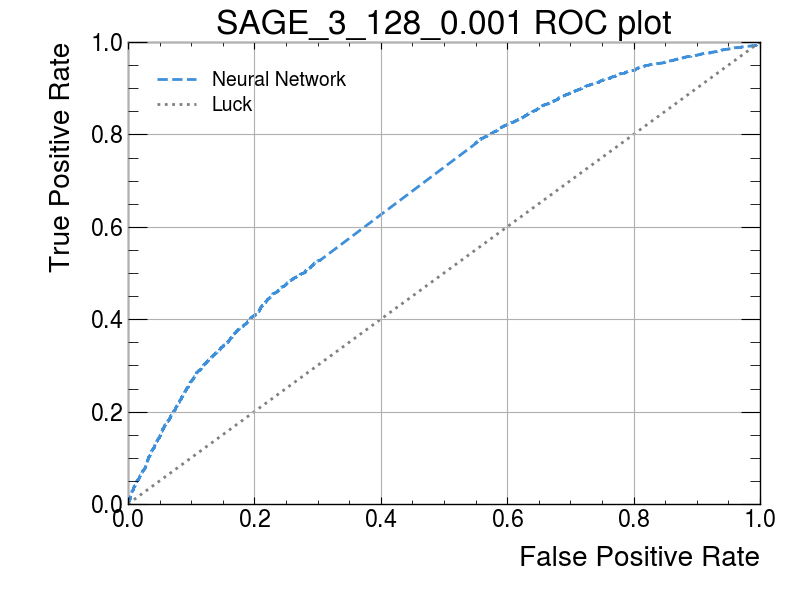 SAGE_3_128_0.001 ROC plot
True Positive Rate
1.0
0.8
0.6
0.4
0.2
0.0
Neural Network
Luck
0.0 0.2 0.4 0.6 0.8 1.0
False Positive Rate